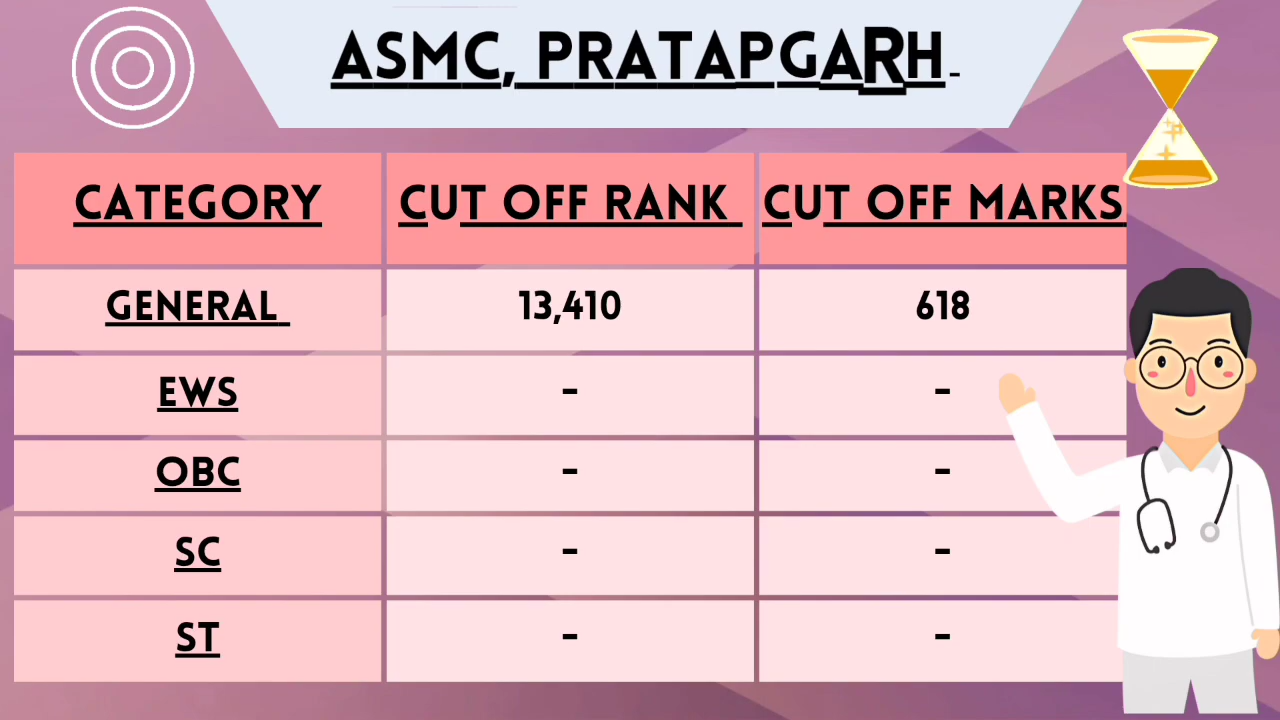 ASMC, PRATAPGARH
CATEGORY CUT OFF RANK CUT OFF MARKS
GENERAL 13,410 618
EWS - -
OBC - -
SC - -
ST - -